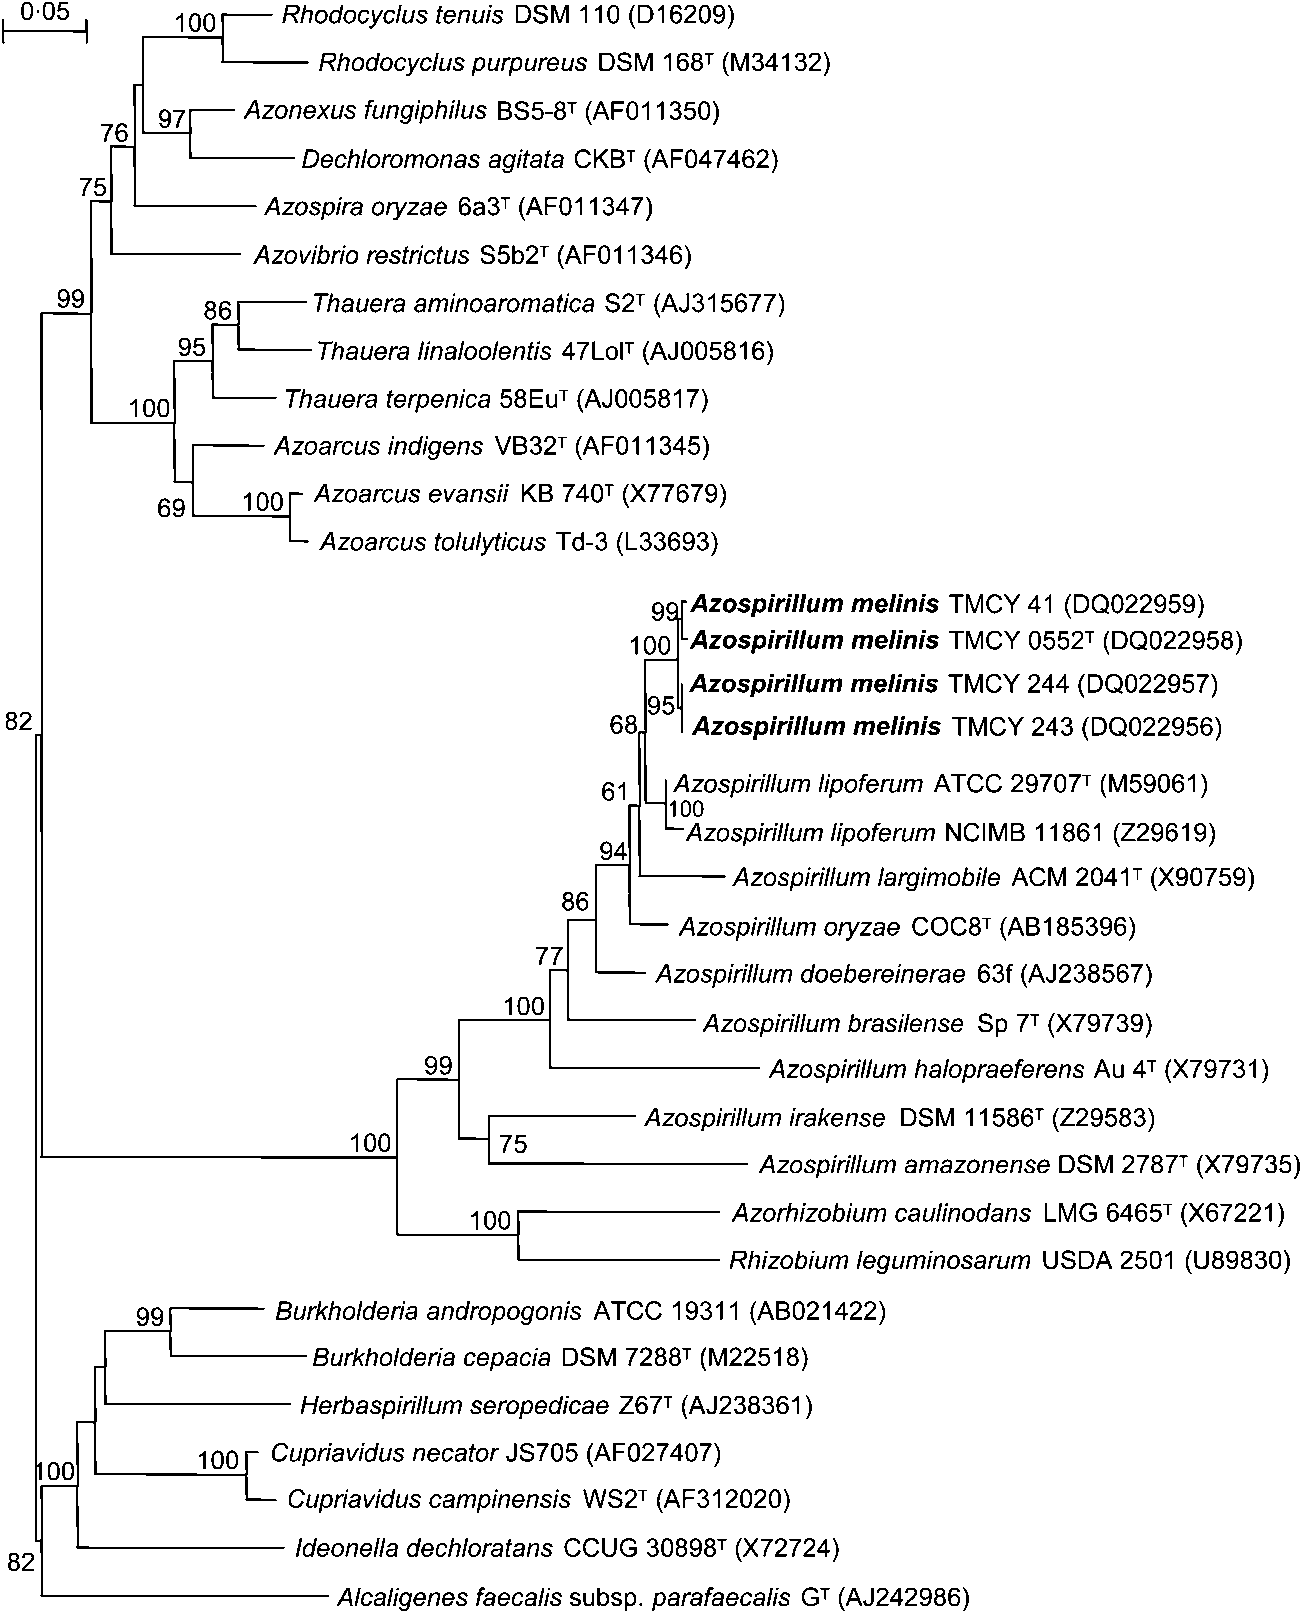 0·05
100
Rhodocyclus tenuis DSM 110 (D16209)
Rhodocyclus purpureus DSM 168ᵀ (M34132)
97
Azonexus fungiphilus BS5-8ᵀ (AF011350)
76
Dechloromonas agitata CKBᵀ (AF047462)
75
Azospira oryzae 6a3ᵀ (AF011347)
Azovibrio restrictus S5b2ᵀ (AF011346)
99
86
Thauera aminoaromatica S2ᵀ (AJ315677)
95
Thauera linaloolentis 47Lolᵀ (AJ005816)
Thauera terpenica 58Euᵀ (AJ005817)
100
Azoarcus indigens VB32ᵀ (AF011345)
69
100
Azoarcus evansii KB 740ᵀ (X77679)
Azoarcus tolulyticus Td-3 (L33693)
99
Azospirillum melinis TMCY 41 (DQ022959)
100
Azospirillum melinis TMCY 0552ᵀ (DQ022958)
Azospirillum melinis TMCY 244 (DQ022957)
95
82
68
Azospirillum melinis TMCY 243 (DQ022956)
Azospirillum lipoferum ATCC 29707ᵀ (M59061)
61
100
Azospirillum lipoferum NCIMB 11861 (Z29619)
94
Azospirillum largimobile ACM 2041ᵀ (X90759)
86
Azospirillum oryzae COC8ᵀ (AB185396)
77
Azospirillum doebereinerae 63f (AJ238567)
100
Azospirillum brasilense Sp 7ᵀ (X79739)
99
Azospirillum halopraeferens Au 4ᵀ (X79731)
Azospirillum irakense DSM 11586ᵀ (Z29583)
100
75
Azospirillum amazonense DSM 2787ᵀ (X79735)
100
Azorhizobium caulinodans LMG 6465ᵀ (X67221)
Rhizobium leguminosarum USDA 2501 (U89830)
99
Burkholderia andropogonis ATCC 19311 (AB021422)
Burkholderia cepacia DSM 7288ᵀ (M22518)
Herbaspirillum seropedicae Z67ᵀ (AJ238361)
100
Cupriavidus necator JS705 (AF027407)
100
Cupriavidus campinensis WS2ᵀ (AF312020)
Ideonella dechloratans CCUG 30898ᵀ (X72724)
82
Alcaligenes faecalis subsp. parafaecalis Gᵀ (AJ242986)